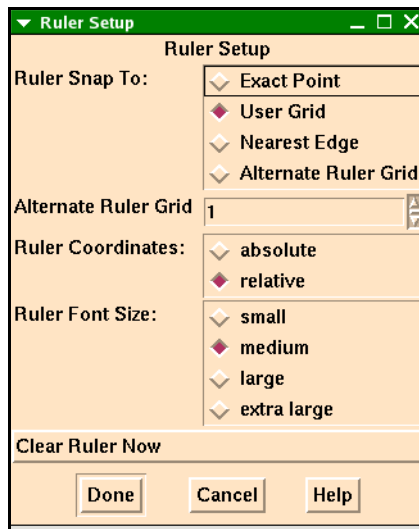 Ruler Setup
Ruler Setup
Ruler Snap To:
Exact Point
User Grid
Nearest Edge
Alternate Ruler Grid
Alternate Ruler Grid
1
Ruler Coordinates:
absolute
relative
Ruler Font Size:
small
medium
large
extra large
Clear Ruler Now
Done Cancel Help